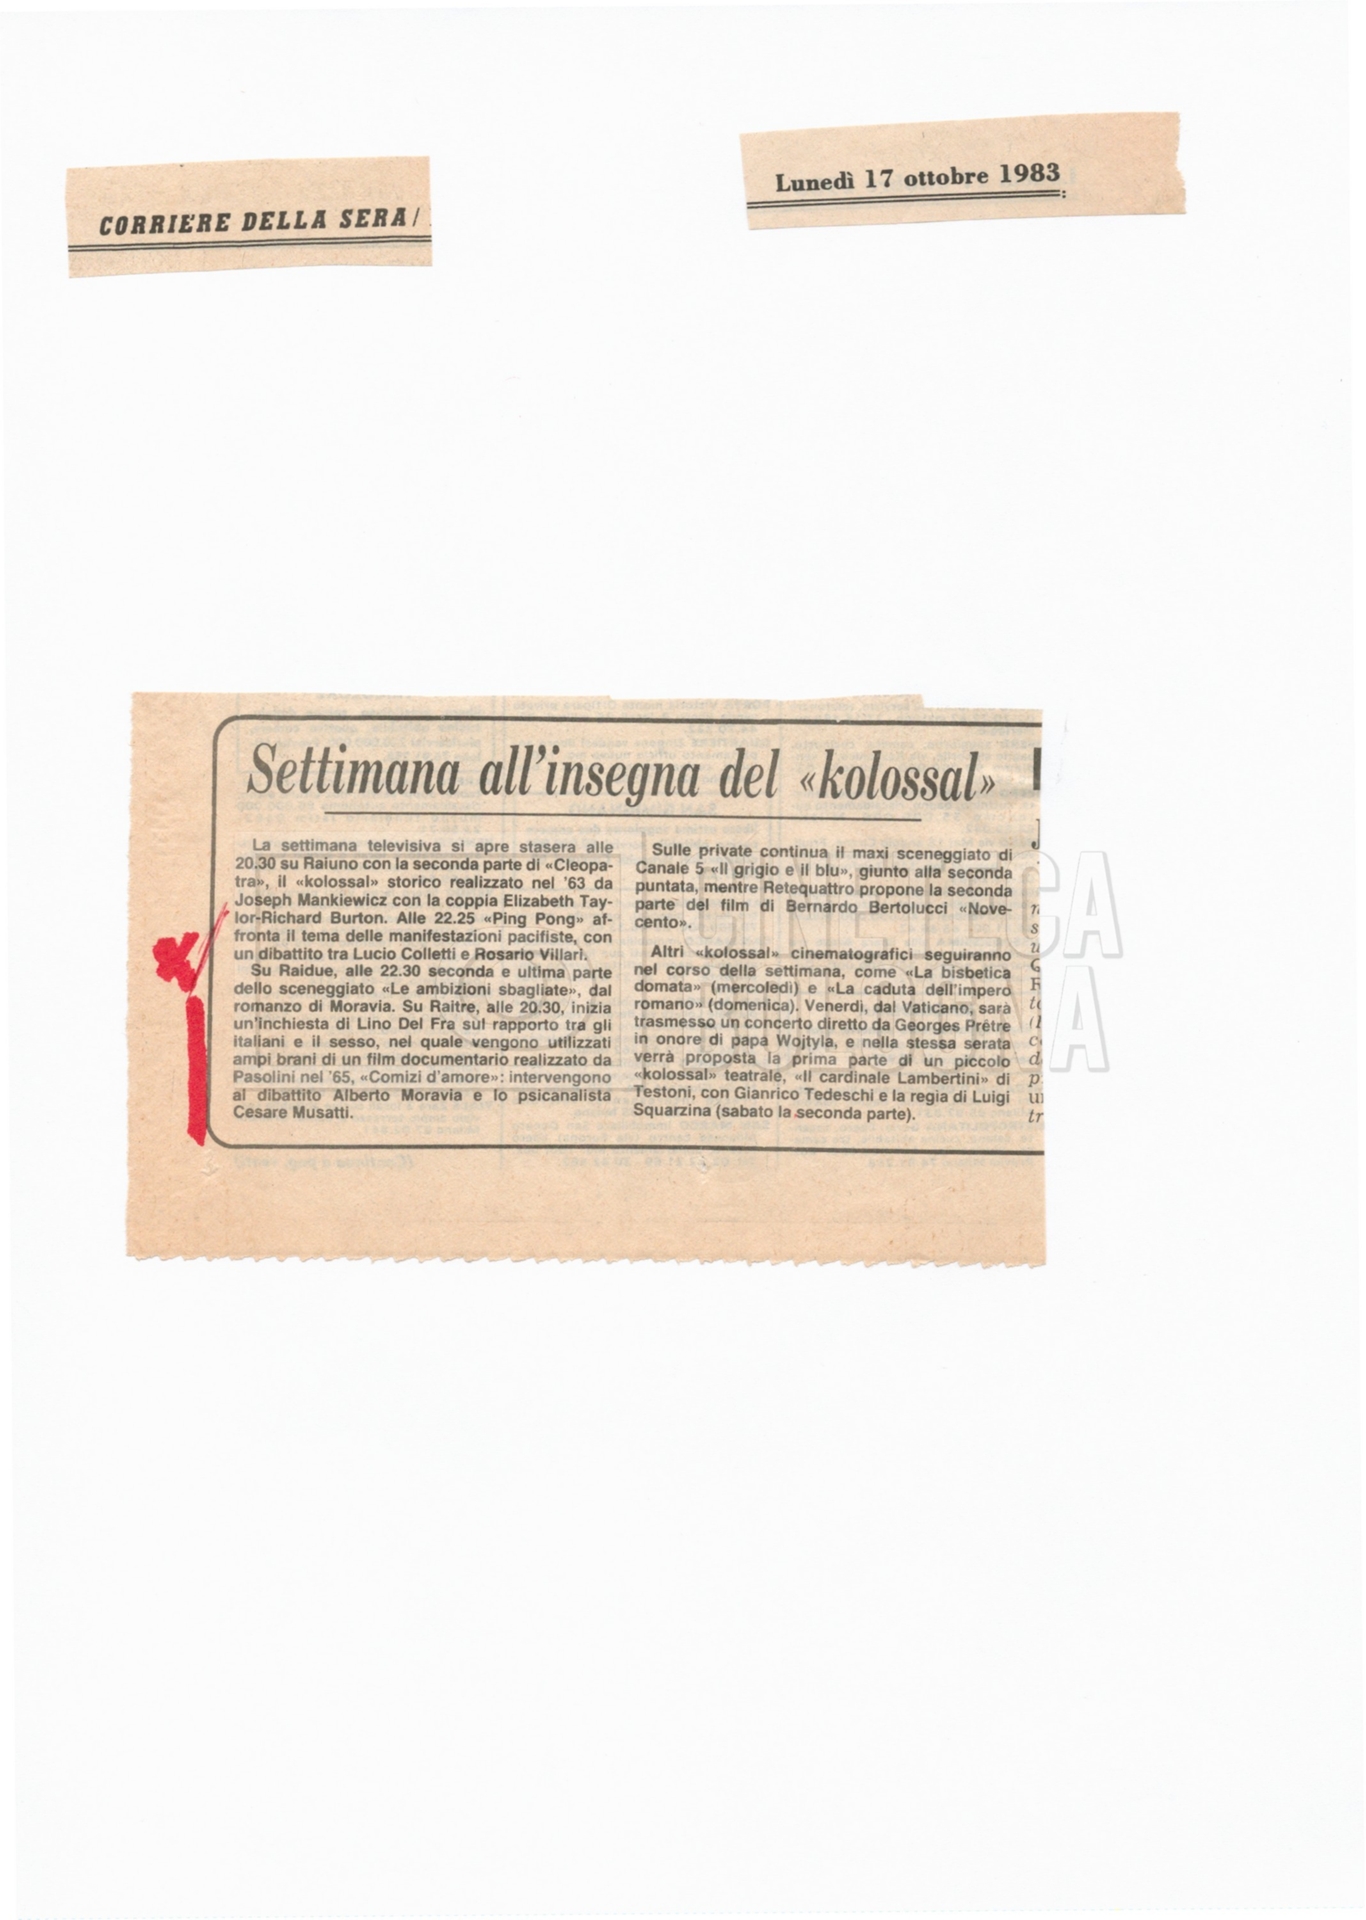 CORRIERE DELLA SERA/
Lunedì 17 ottobre 1983
Settimana all'insegna del «kolossal»
La settimana televisiva si apre stasera alle
20.30 su Raiuno con la seconda parte di «Cleopa-
tra», il «kolossal» storico realizzato nel '63 da
Joseph Mankiewicz con la coppia Elizabeth Tay-
lor-Richard Burton. Alle 22.25 «Ping Pong» af-
fronta il tema delle manifestazioni pacifiste, con
un dibattito tra Lucio Colletti e Rosario Villari.
Su Raidue, alle 22.30 seconda e ultima parte
dello sceneggiato «Le ambizioni sbagliate», dal
romanzo di Moravia. Su Raitre, alle 20.30, inizia
un'inchiesta di Lino Del Fra sul rapporto tra gli
italiani e il sesso, nel quale vengono utilizzati
ampi brani di un film documentario realizzato da
Pasolini nel '65, «Comizi d'amore»: intervengono
al dibattito Alberto Moravia e lo psicanalista
Cesare Musatti.
Sulle private continua il maxi sceneggiato di
Canale 5 «Il grigio e il blu», giunto alla seconda
puntata, mentre Retequattro propone la seconda
parte del film di Bernardo Bertolucci «Nove-
cento».
Altri «kolossal» cinematografici seguiranno
nel corso della settimana, come «La bisbetica
domata» (mercoledì) e «La caduta dell'impero
romano» (domenica). Venerdì, dal Vaticano, sarà
trasmesso un concerto diretto da Georges Prêtre
in onore di papa Wojtyla, e nella stessa serata
verrà proposta la prima parte di un piccolo
«kolossal» teatrale, «Il cardinale Lambertini» di
Testoni, con Gianrico Tedeschi e la regia di Luigi
Squarzina (sabato la seconda parte).
CINETECA
BOLOGNA